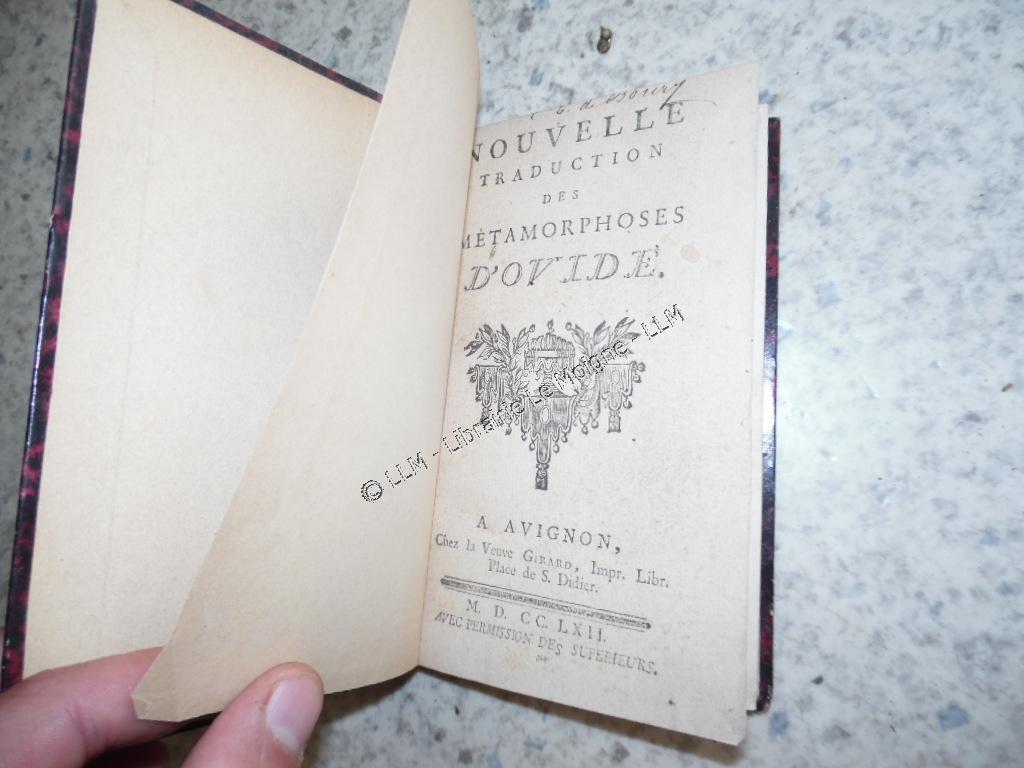 NOUVELLE
TRADUCTION
DES
MÉTAMORPHOSES
D'OVIDE.
© LLM - Librairie Le Moigne - LLM
A AVIGNON,
Chez la Veuve GIRARD, Impr. Libr.
Place de S. Didier.
M. D. CC. LXII.
AVEC PERMISSION DES SUPERIEURS.